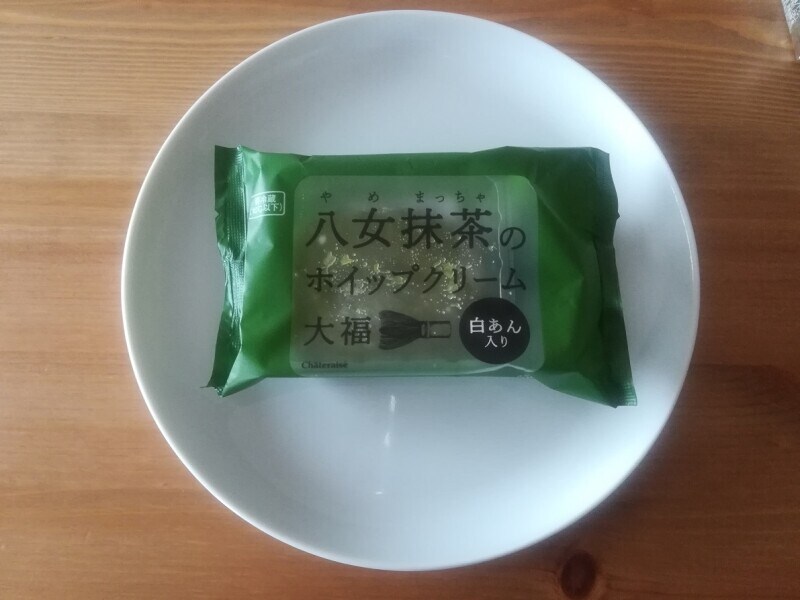 やめ まっちゃ
八女抹茶の
ホイップクリーム
大福
白あん
入り
Châteraisé